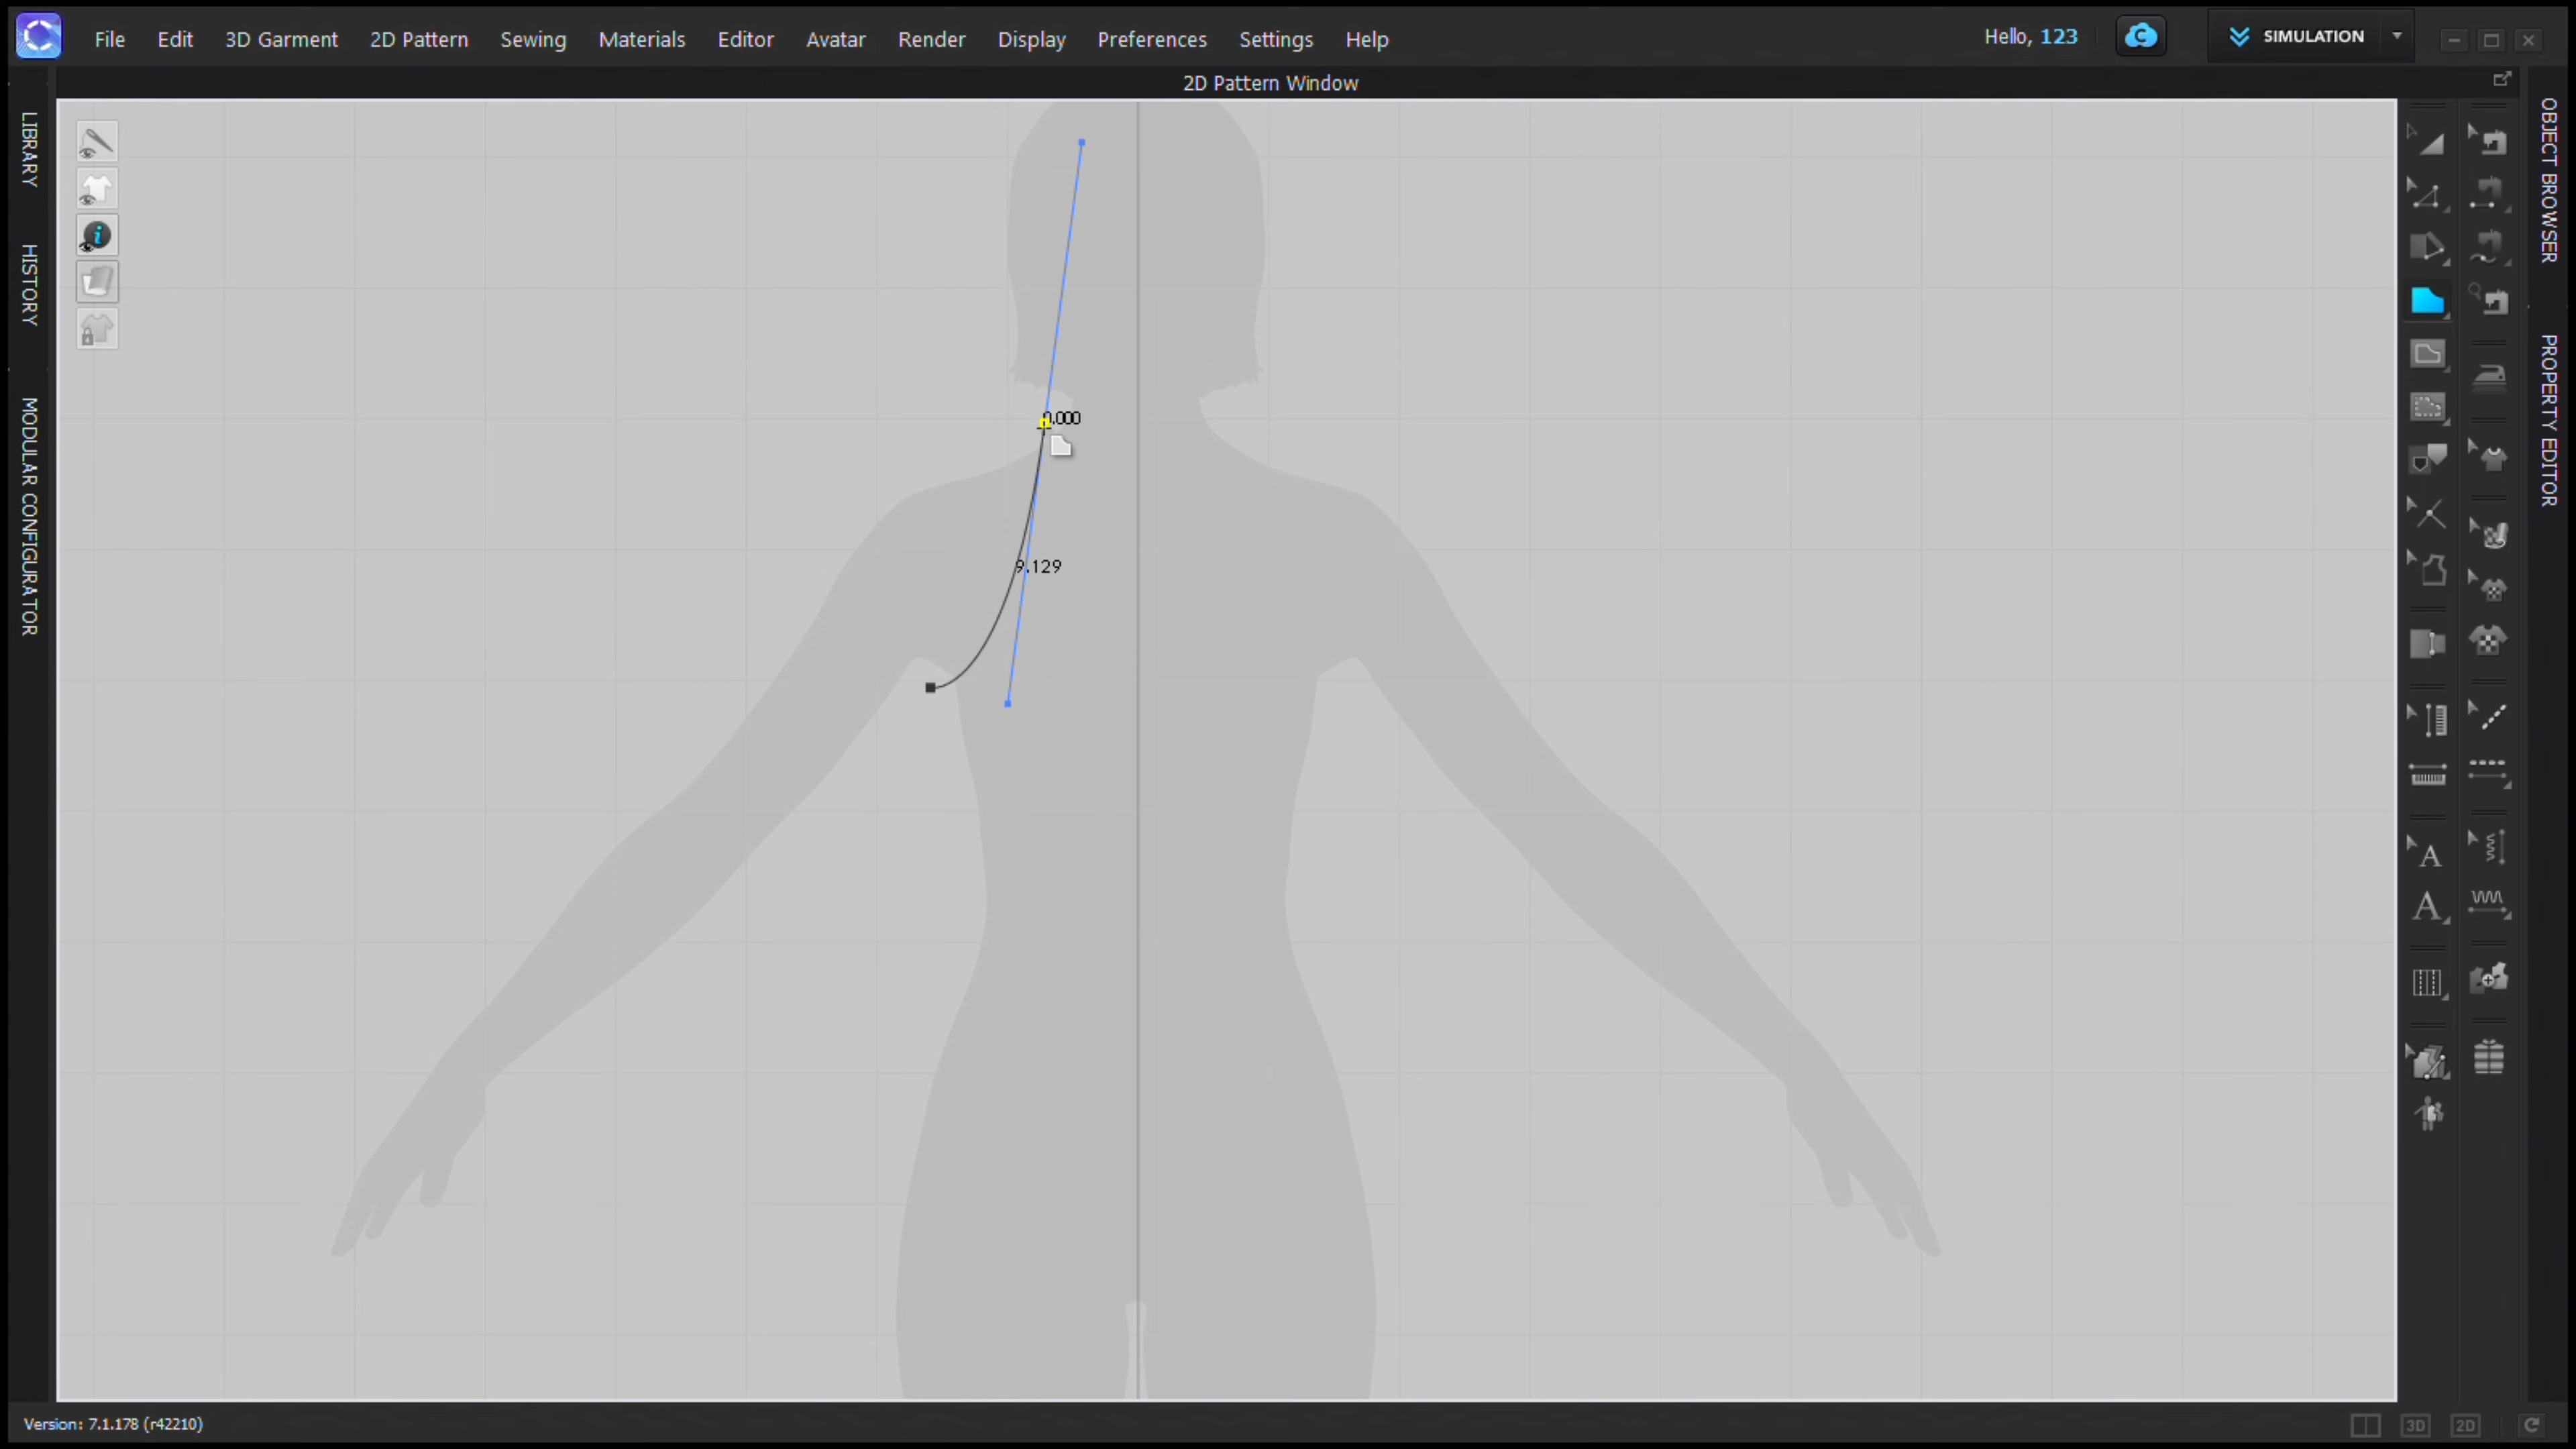 File Edit 3D Garment 2D Pattern Sewing Materials Editor Avatar Render Display Preferences Settings Help
Hello, 123
SIMULATION
2D Pattern Window
LIBRARY
HISTORY
MODULAR CONFIGURATOR
OBJECT BROWSER
PROPERTY EDITOR
0.000
9.129
A
A
Version: 7.1.178 (r42210)
3D
2D